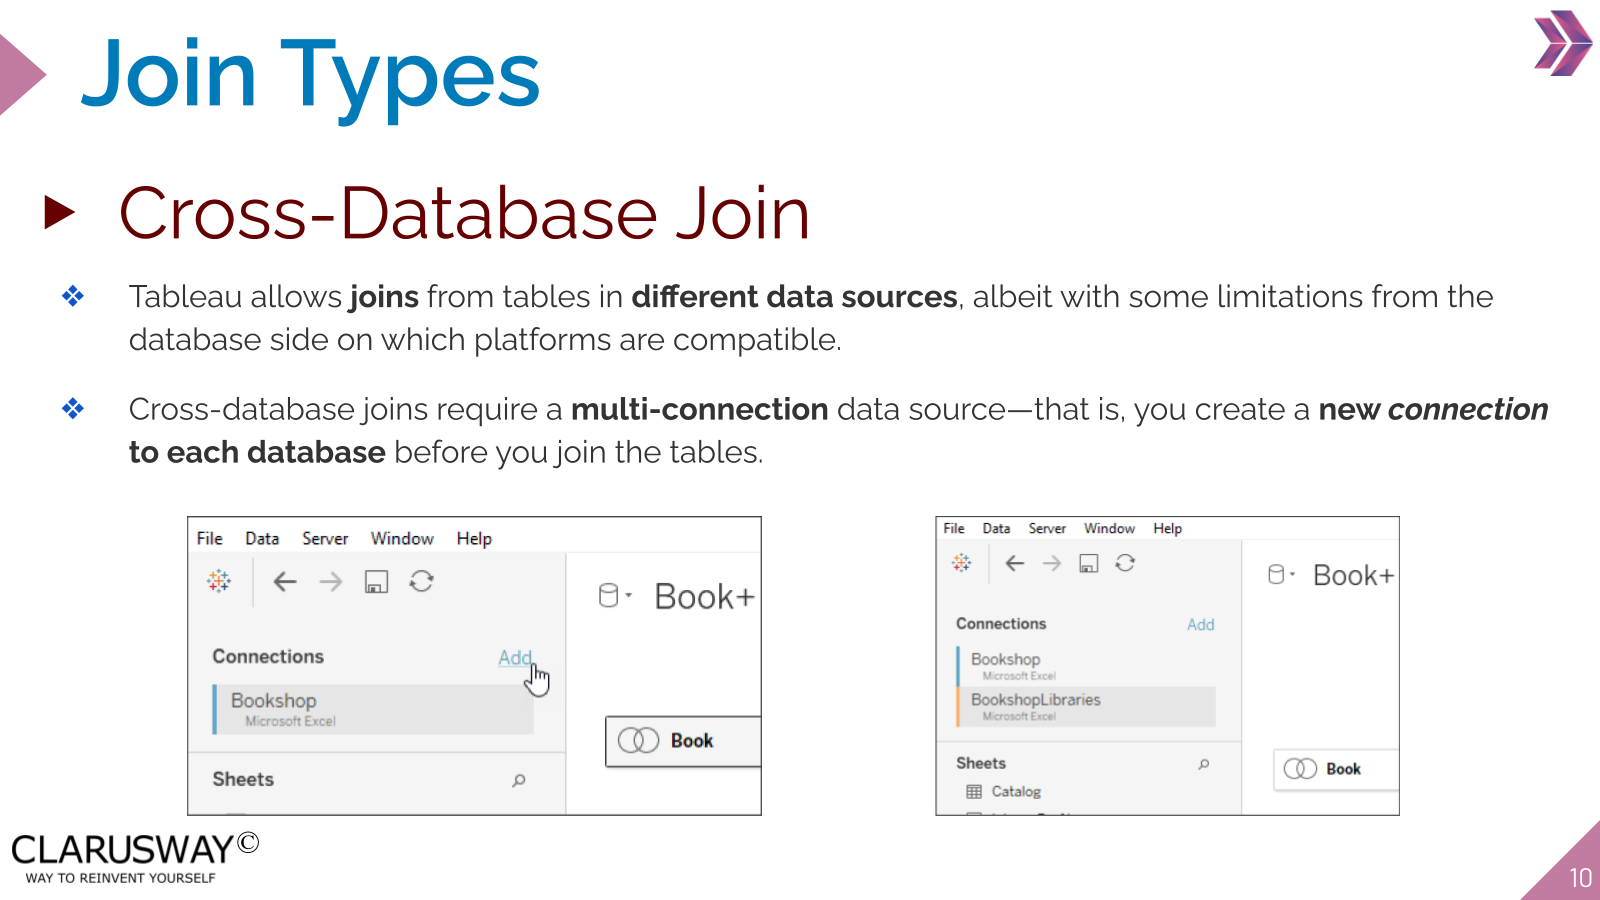 Join Types
Cross-Database Join
Tableau allows joins from tables in different data sources, albeit with some limitations from the
database side on which platforms are compatible.
Cross-database joins require a multi-connection data source—that is, you create a new connection
to each database before you join the tables.
File Data Server Window Help
Book+
Connections Add
Bookshop
Microsoft Excel
Book
Sheets
File Data Server Window Help
Book+
Connections Add
Bookshop
Microsoft Excel
BookshopLibraries
Microsoft Excel
Sheets
Book
Catalog
CLARUSWAY©
WAY TO REINVENT YOURSELF
10